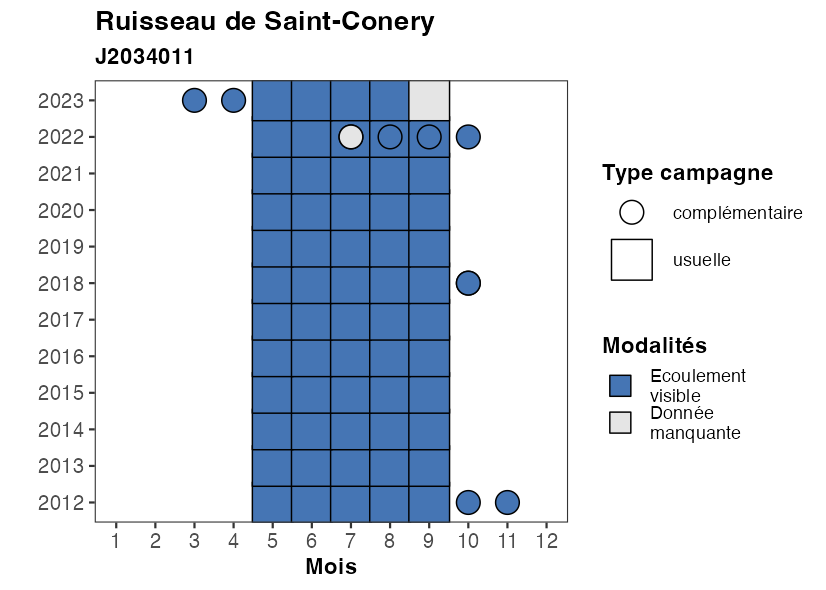 Ruisseau de Saint-Conery
J2034011
2023
2022
2021
2020
2019
2018
2017
2016
2015
2014
2013
2012
1 2 3 4 5 6 7 8 9 10 11 12
Mois
Type campagne
complémentaire
usuelle
Modalités
Ecoulement
visible
Donnée
manquante